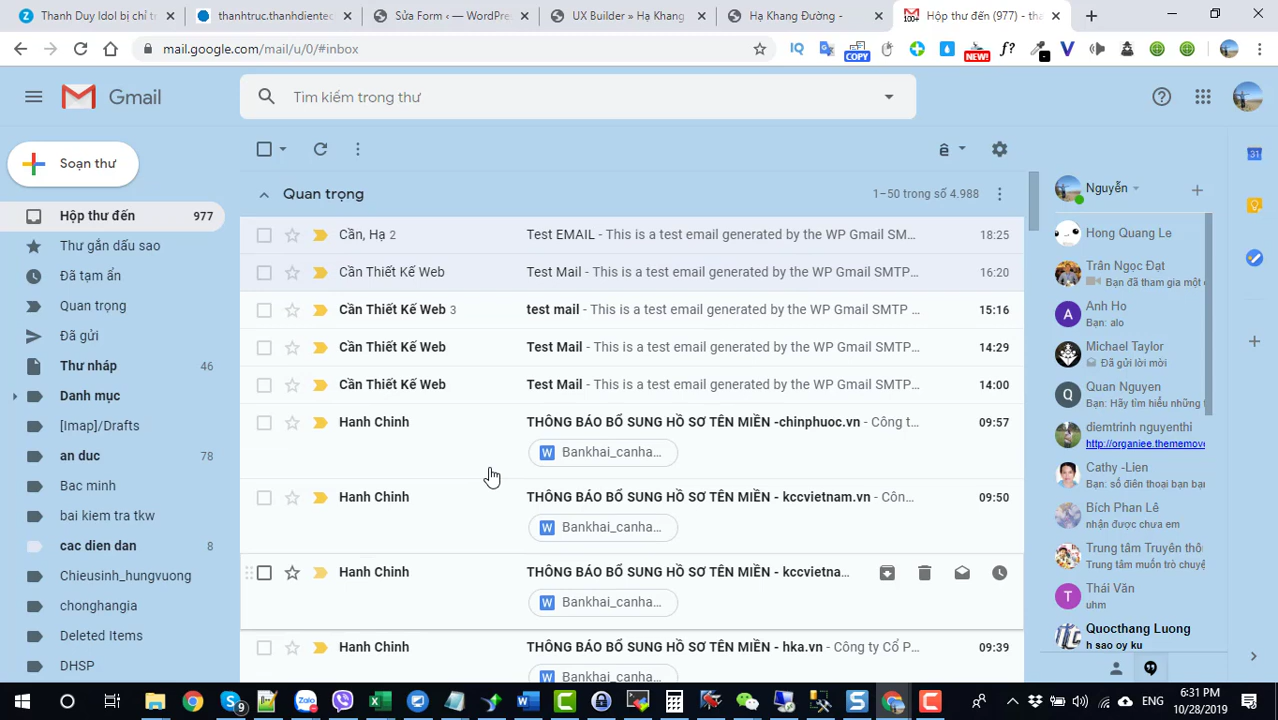 Thanh Duy Idol bị chỉ tr
thanhtruc.thanhdientec
Sửa Form ‹ — WordPre
UX Builder » Hạ Khang
Hạ Khang Đường -
Hộp thư đến (977) - tha
mail.google.com/mail/u/0/#inbox
IQ
COPY
NEW!
f?
Gmail
Tìm kiếm trong thư
Soạn thư
Quan trọng
1–50 trong số 4.988
Hộp thư đến 977
Thư gắn dấu sao
Đã tạm ẩn
Quan trọng
Đã gửi
Thư nháp 46
Danh mục
[Imap]/Drafts
an duc 78
Bac minh
bai kiem tra tkw
cac dien dan 8
Chieusinh_hungvuong
chonghangia
Deleted Items
DHSP
Cần, Hạ 2 Test EMAIL - This is a test email generated by the WP Gmail SM... 18:25
Cần Thiết Kế Web Test Mail - This is a test email generated by the WP Gmail SMTP... 16:20
Cần Thiết Kế Web 3 test mail - This is a test email generated by the WP Gmail SMTP ... 15:16
Cần Thiết Kế Web Test Mail - This is a test email generated by the WP Gmail SMTP... 14:29
Cần Thiết Kế Web Test Mail - This is a test email generated by the WP Gmail SMTP... 14:00
Hanh Chinh THÔNG BÁO BỔ SUNG HỒ SƠ TÊN MIỀN -chinphuoc.vn - Công t... 09:57
Bankhai_canha...
Hanh Chinh THÔNG BÁO BỔ SUNG HỒ SƠ TÊN MIỀN - kccvietnam.vn - Côn... 09:50
Bankhai_canha...
Hanh Chinh THÔNG BÁO BỔ SUNG HỒ SƠ TÊN MIỀN - kccvietna...
Bankhai_canha...
Hanh Chinh THÔNG BÁO BỔ SUNG HỒ SƠ TÊN MIỀN - hka.vn - Công ty Cổ P... 09:39
Bankhai_canha...
Nguyễn
Hong Quang Le
Trân Ngọc Đạt
Bạn đã tham gia một
Anh Ho
Bạn: alo
Michael Taylor
Đã gửi lời mời
Quan Nguyen
Bạn: Hãy tìm hiểu những
diemtrinh nguyenthi
http://organiee.thememove
Cathy -Lien
Bạn: số điên thoại bạn bạ
Bích Phan Lê
nhận được chưa em
Trung tâm Truyên thô
Trung tâm muốn trò chuyệ
Thái Văn
uhm
Quocthang Luong
h sao oy ku
ENG
6:31 PM
10/28/2019